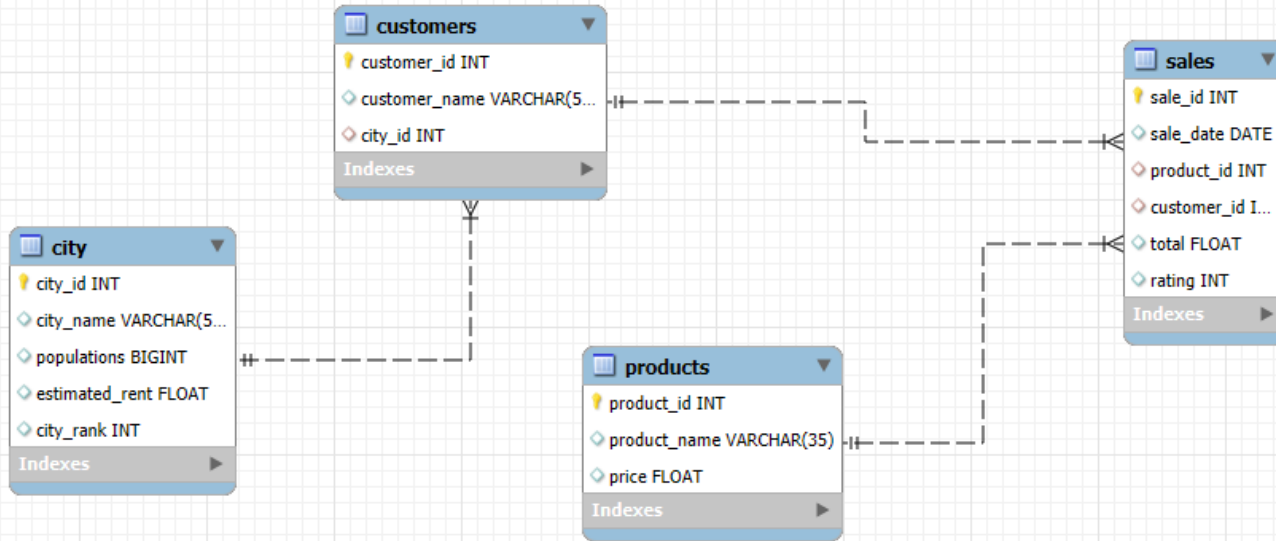 customers
customer_id INT
customer_name VARCHAR(5...
city_id INT
Indexes
sales
sale_id INT
sale_date DATE
product_id INT
customer_id I...
total FLOAT
rating INT
Indexes
city
city_id INT
city_name VARCHAR(5...
populations BIGINT
estimated_rent FLOAT
city_rank INT
Indexes
products
product_id INT
product_name VARCHAR(35)
price FLOAT
Indexes